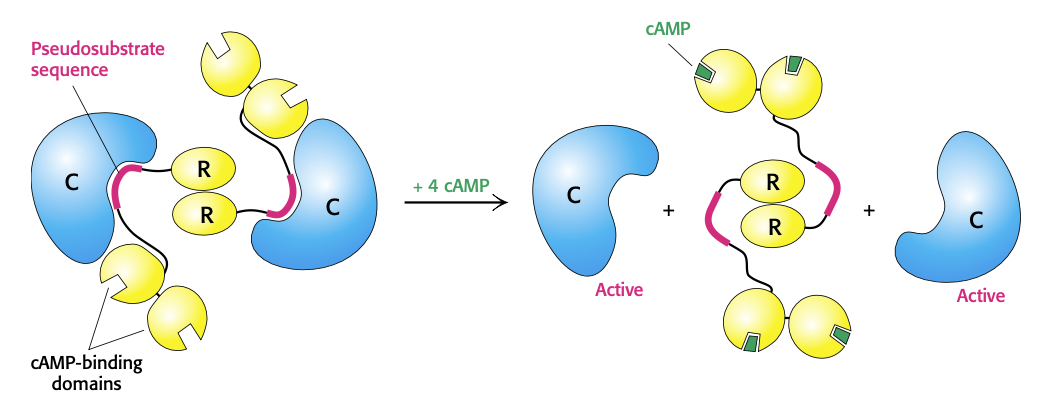 Pseudosubstrate
sequence
C
R
R
C
cAMP-binding
domains
+ 4 cAMP
cAMP
C
Active
+
R
R
+
C
Active